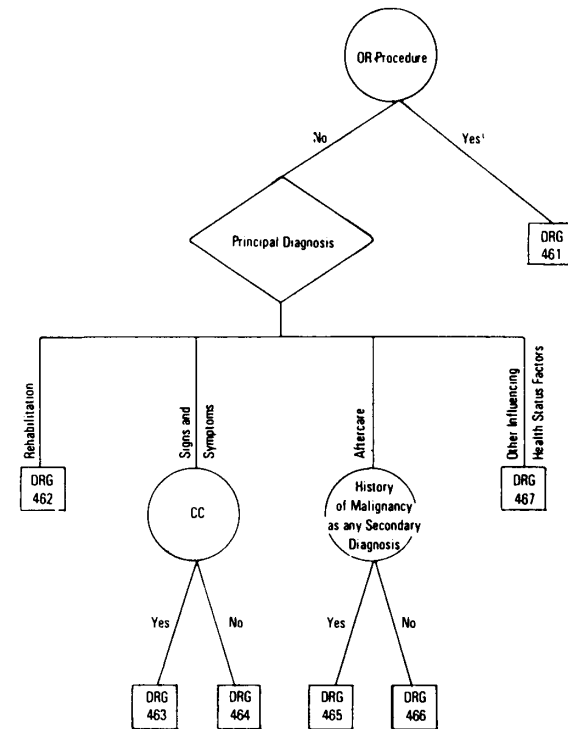 OR Procedure
No
Yes¹
Principal Diagnosis
DRG
461
Rehabilitation
Signs and
Symptoms
Aftercare
Other Influencing
Health Status Factors
DRG
462
CC
History
of Malignancy
as any Secondary
Diagnosis
DRG
467
Yes
No
Yes
No
DRG
463
DRG
464
DRG
465
DRG
466